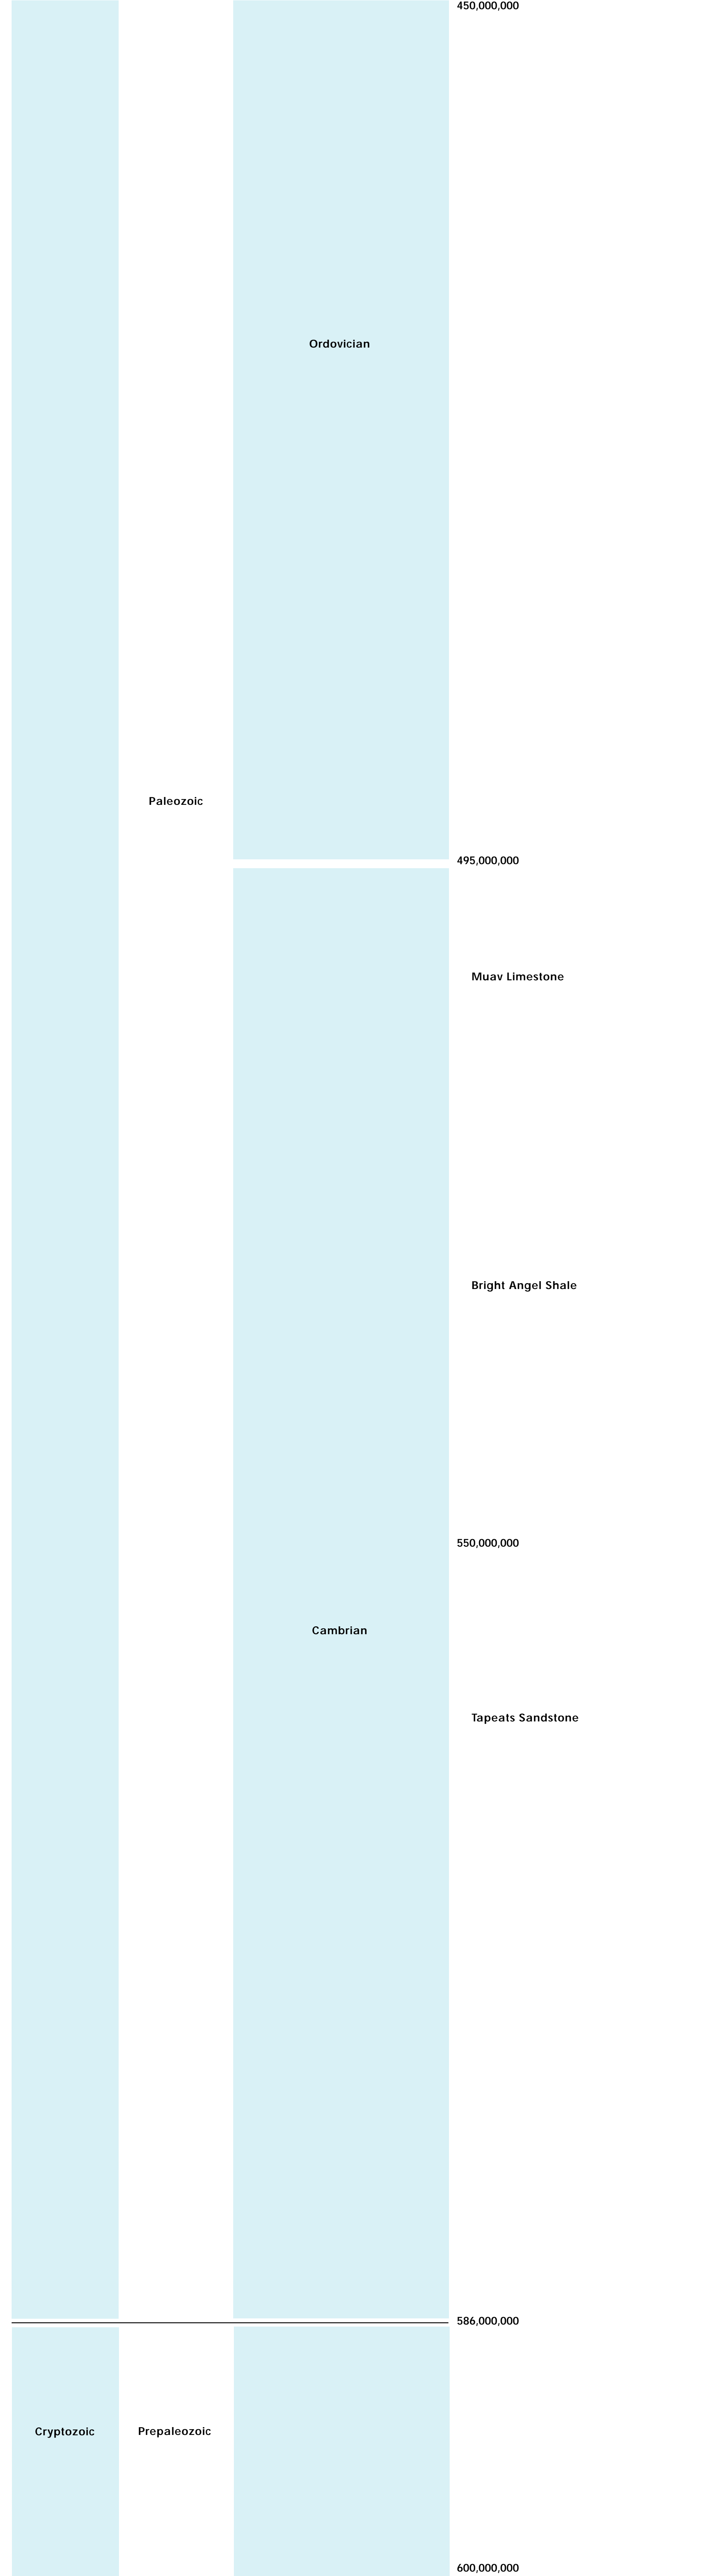 450,000,000
Ordovician
Paleozoic
495,000,000
Muav Limestone
Bright Angel Shale
550,000,000
Cambrian
Tapeats Sandstone
586,000,000
Cryptozoic
Prepaleozoic
600,000,000